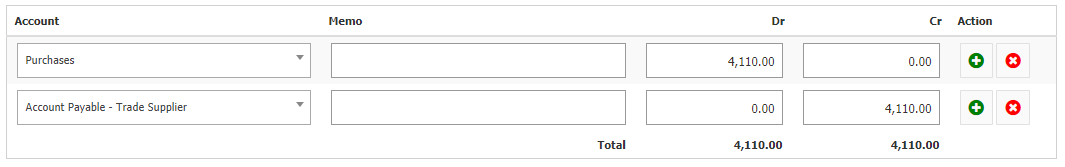 Account Memo Dr Cr Action
Purchases 4,110.00 0.00
Account Payable - Trade Supplier 0.00 4,110.00
Total 4,110.00 4,110.00